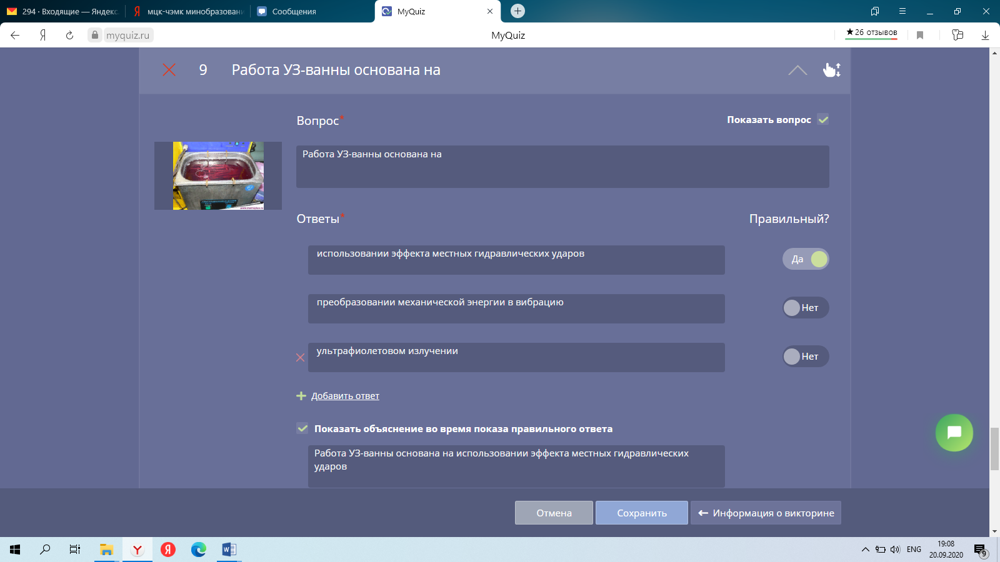 294 · Входящие — Яндекс.
мцк-чэмк минобразовани
Сообщения
MyQuiz
myquiz.ru
MyQuiz
★26 отзывов
9 Работа УЗ-ванны основана на
Вопрос*
Показать вопрос
Работа УЗ-ванны основана на
Ответы*
Правильный?
использовании эффекта местных гидравлических ударов
Да
преобразовании механической энергии в вибрацию
Нет
ультрафиолетовом излучении
Нет
Добавить ответ
Показать объяснение во время показа правильного ответа
Работа УЗ-ванны основана на использовании эффекта местных гидравлических
ударов
Отмена
Сохранить
Информация о викторине
ENG
19:08
20.09.2020
9